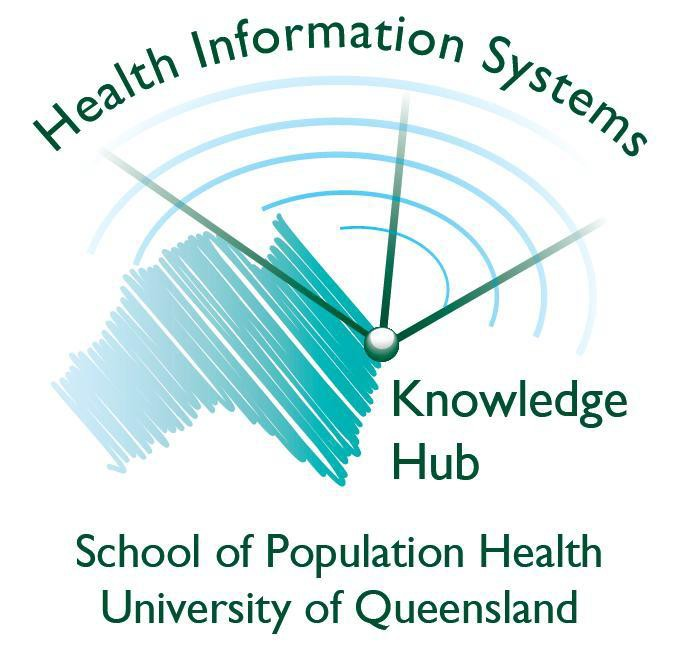 Health Information Systems
Knowledge
Hub
School of Population Health
University of Queensland